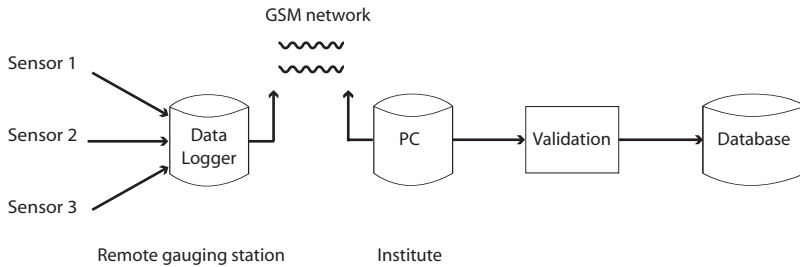 GSM network
Sensor 1
Sensor 2
Sensor 3
Data
Logger
PC
Validation
Database
Remote gauging station
Institute